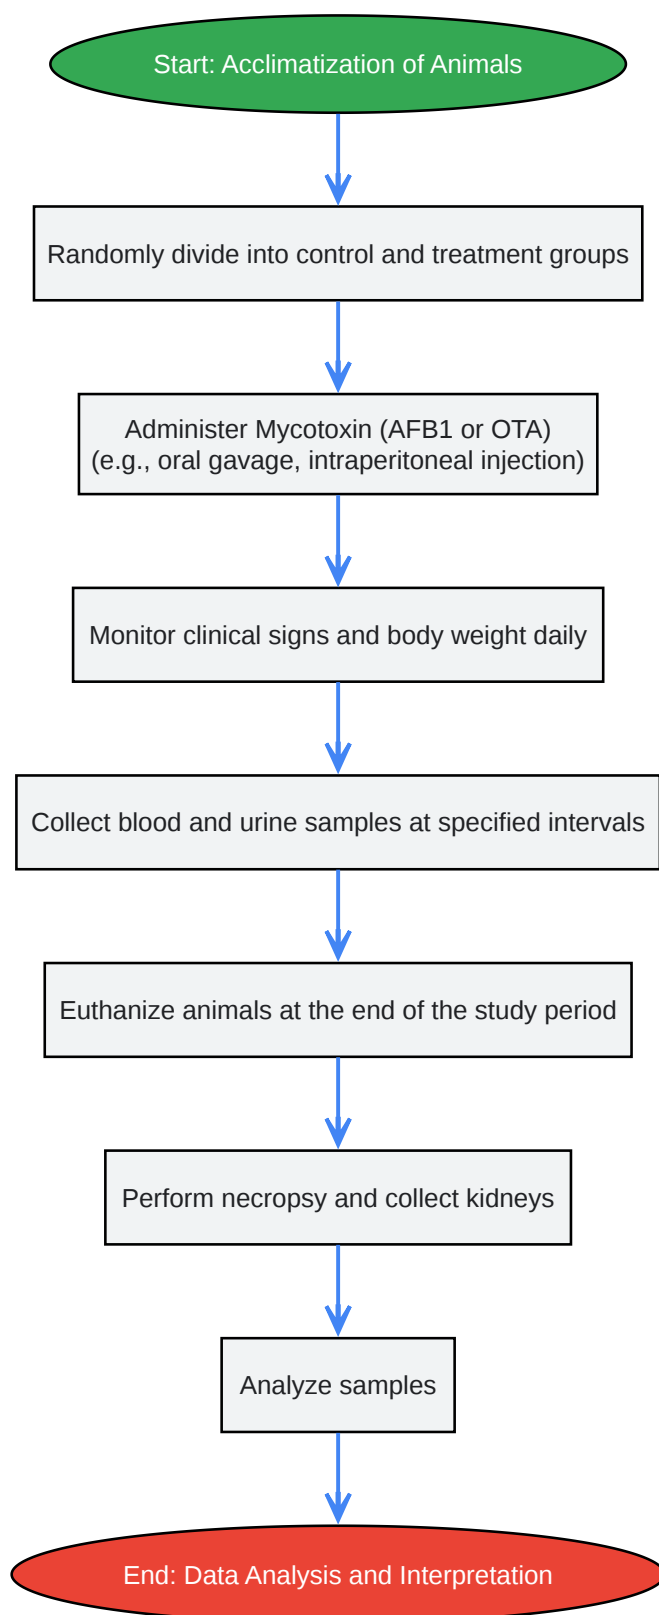 Start: Acclimatization of Animals
Randomly divide into control and treatment groups
Administer Mycotoxin (AFB1 or OTA)
(e.g., oral gavage, intraperitoneal injection)
Monitor clinical signs and body weight daily
Collect blood and urine samples at specified intervals
Euthanize animals at the end of the study period
Perform necropsy and collect kidneys
Analyze samples
End: Data Analysis and Interpretation